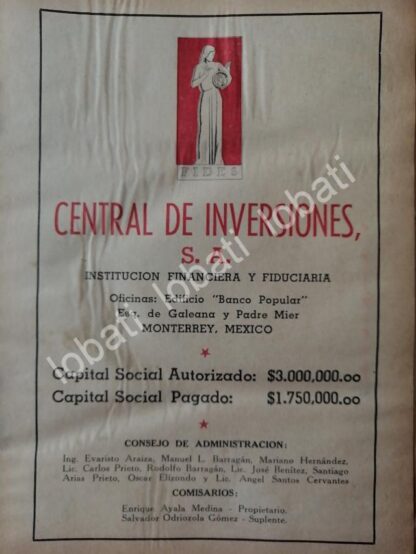 FIDES
CENTRAL DE INVERSIONES,
S. A.
INSTITUCION FINANCIERA Y FIDUCIARIA
Oficinas: Edificio "Banco Popular"
Esq. de Galeana y Padre Mier
MONTERREY, MEXICO
Capital Social Autorizado: $3.000,000.00
Capital Social Pagado: $1.750,000.00
CONSEJO DE ADMINISTRACION:
Ing. Evaristo Araiza, Manuel L. Barragán, Mariano Hernández,
Lic. Carlos Prieto, Rodolfo Barragán, Lic. José Benítez, Santiago
Arias Prieto, Oscar Elizondo y Lic. Angel Santos Cervantes
COMISARIOS:
Enrique Ayala Medina - Propietario.
Salvador Odriozola Gómez - Suplente.
lobati lobati lobati lobati